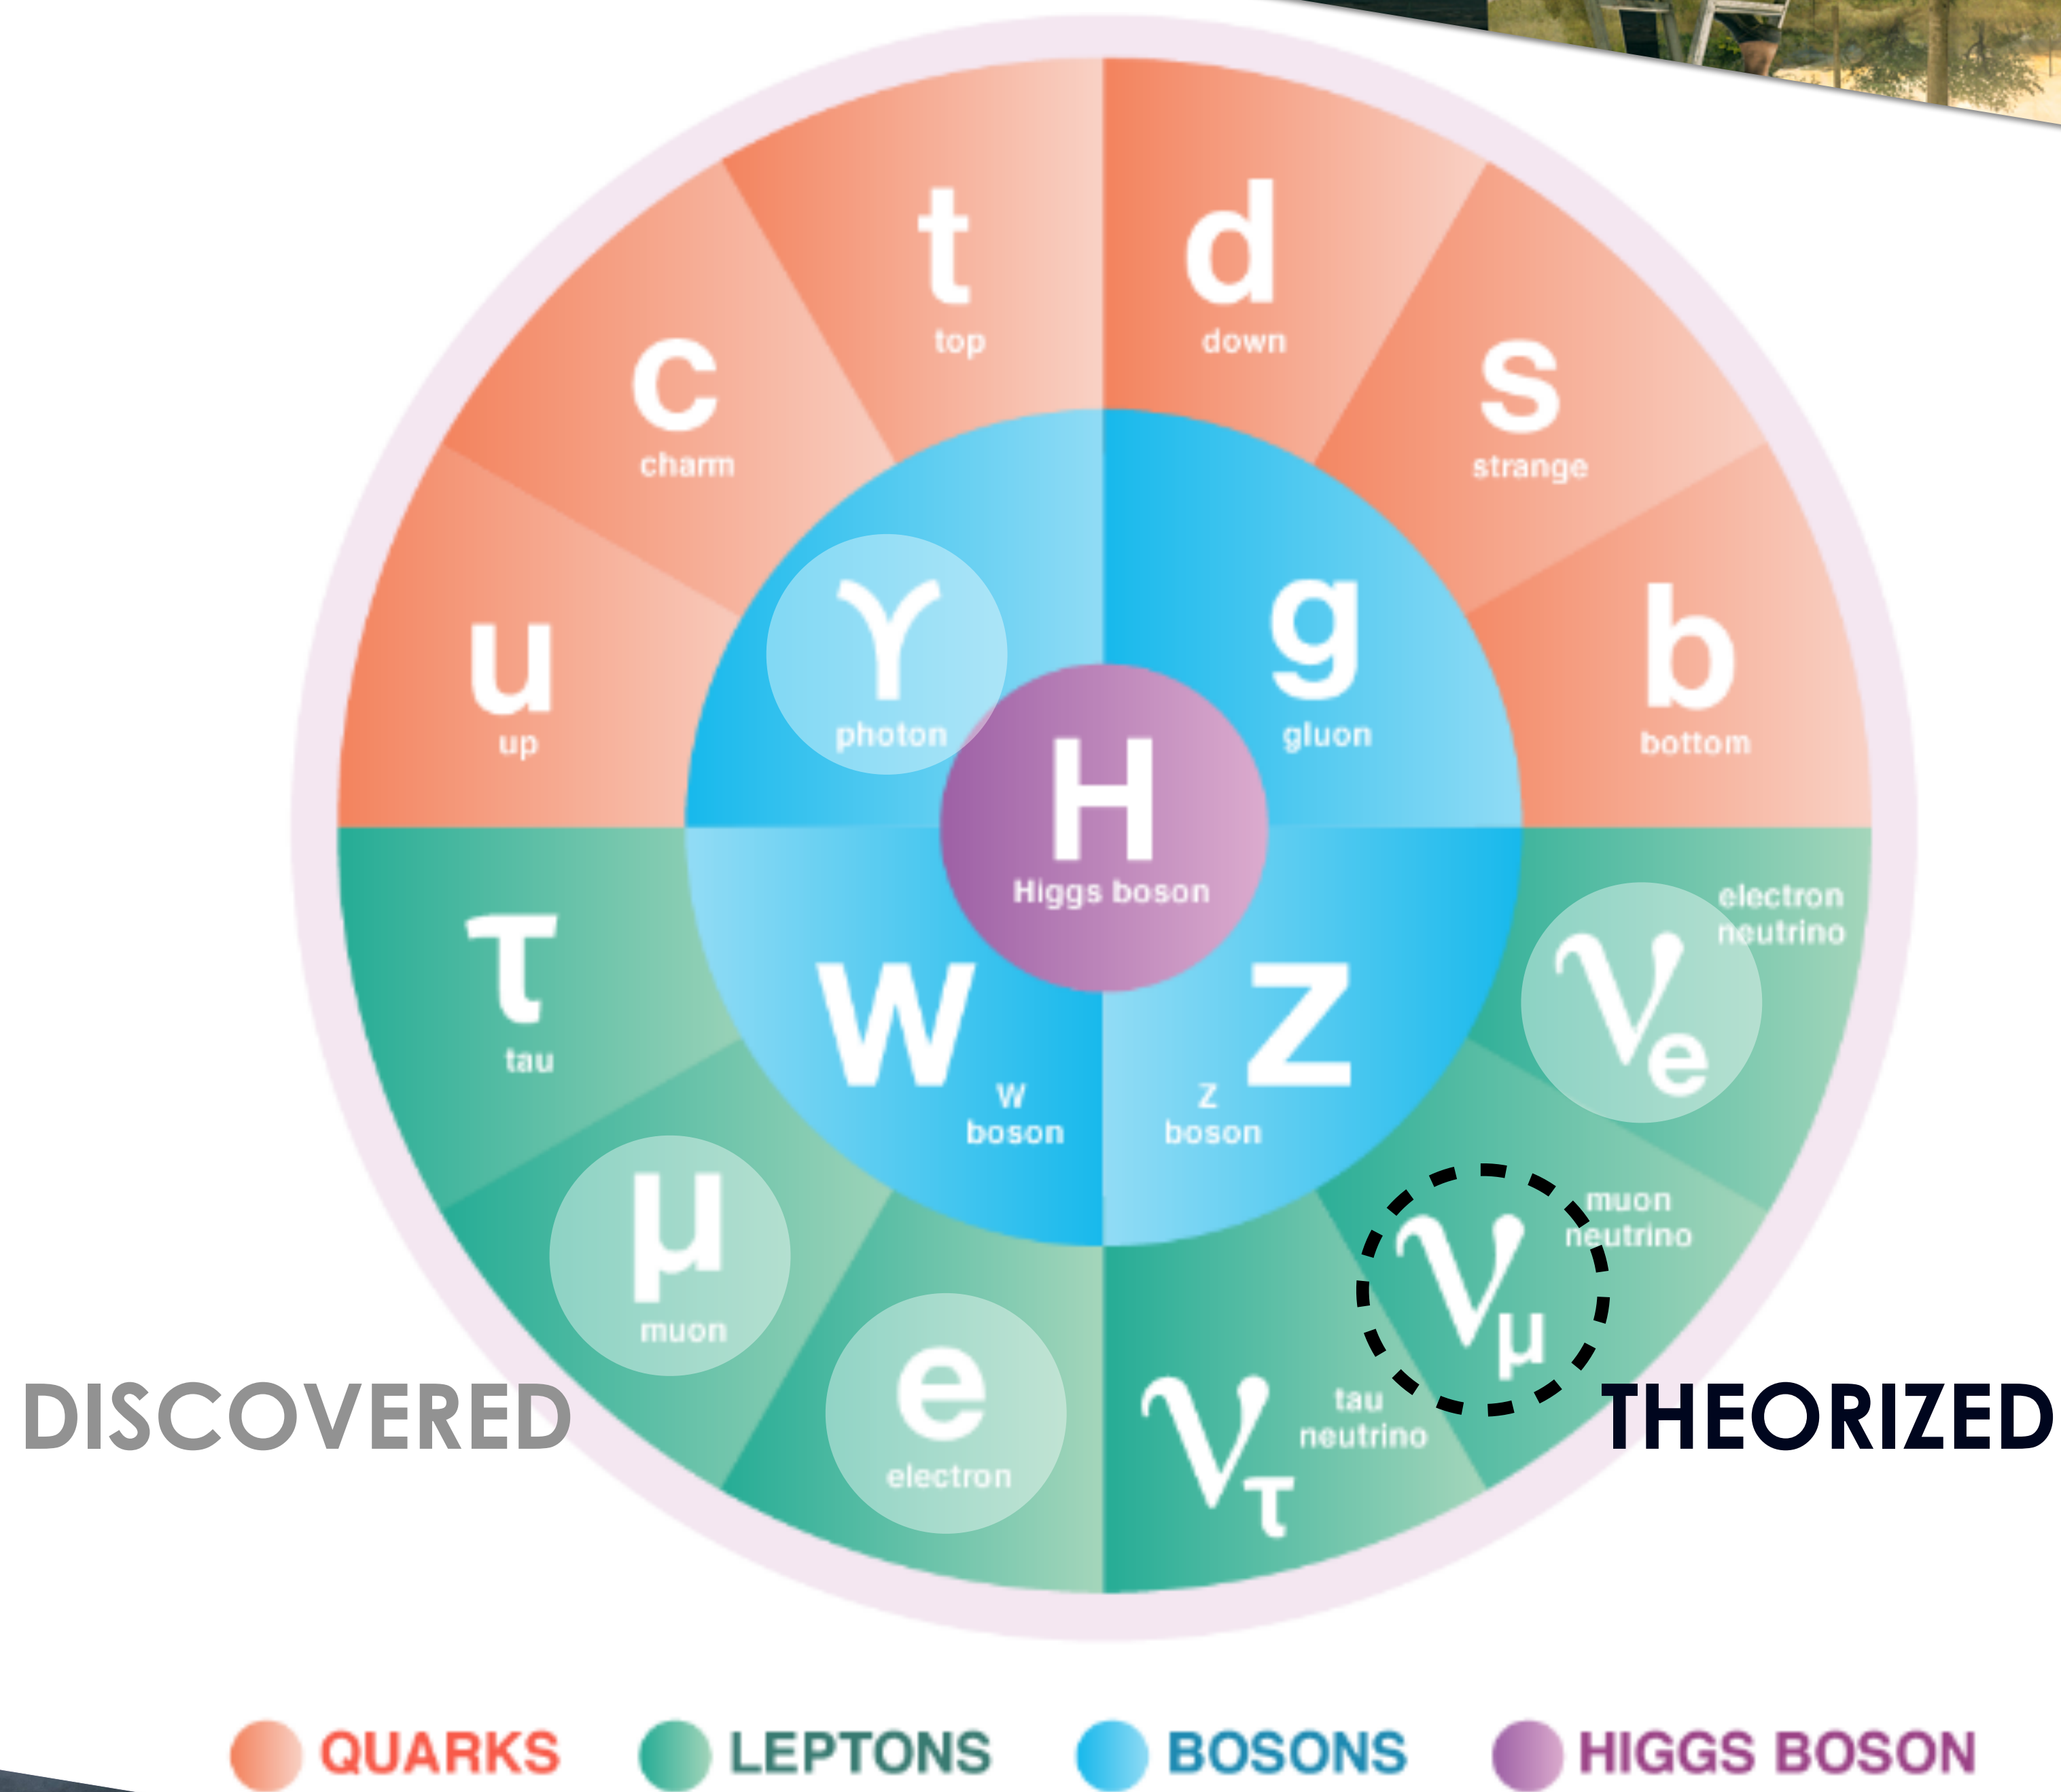 t
top
d
down
c
charm
s
strange
u
up
b
bottom
γ
photon
g
gluon
H
Higgs boson
τ
tau
W
W
boson
Z
Z
boson
νe
electron
neutrino
μ
muon
νμ
muon
neutrino
e
electron
ντ
tau
neutrino
DISCOVERED
THEORIZED
QUARKS
LEPTONS
BOSONS
HIGGS BOSON